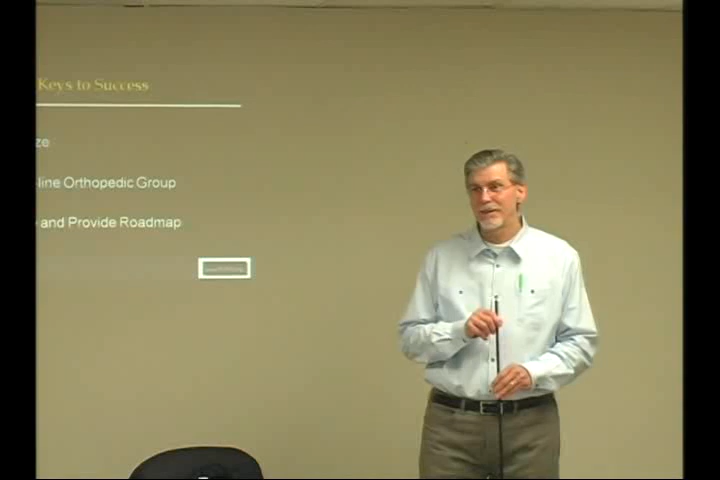 Keys to Success
ze
line Orthopedic Group
and Provide Roadmap